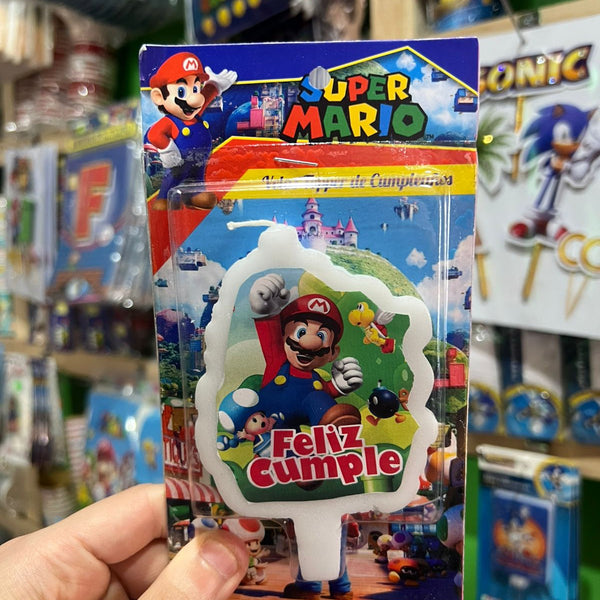 SUPER
MARIO
Vela Topper de Cumpleaños
M
M
Feliz
Cumple
SONIC
F